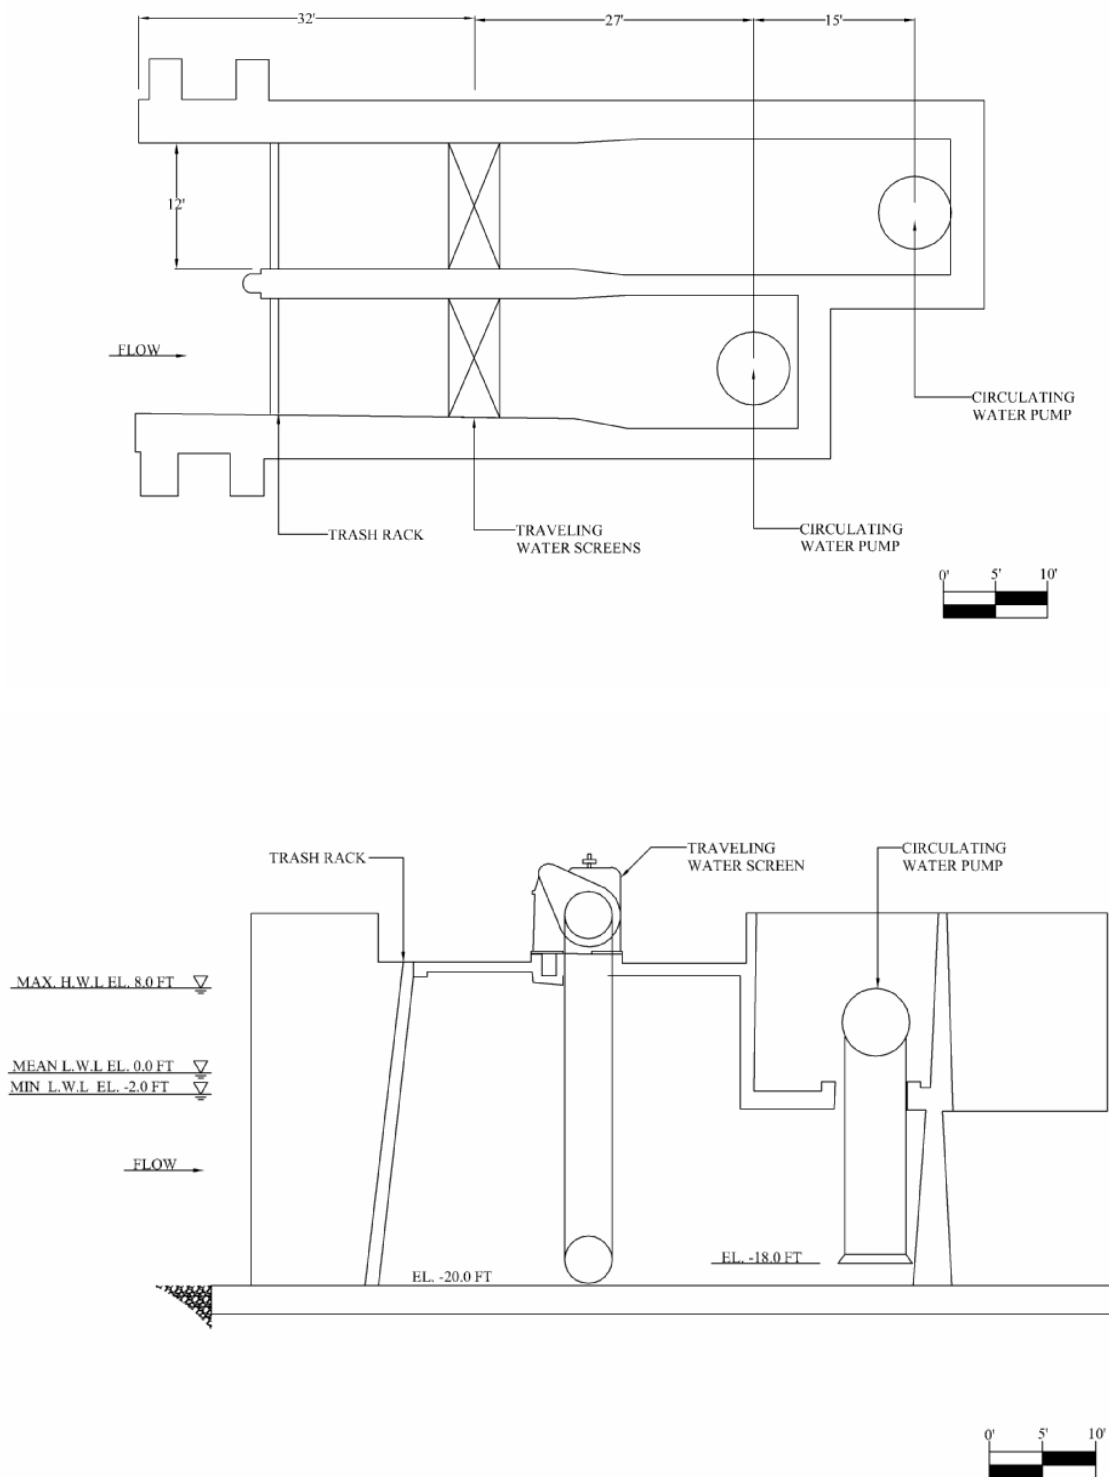 32'
27'
15'
12'
FLOW
CIRCULATING
WATER PUMP
TRASH RACK
TRAVELING
WATER SCREENS
CIRCULATING
WATER PUMP
0' 5' 10'
TRASH RACK
TRAVELING
WATER SCREEN
CIRCULATING
WATER PUMP
MAX. H.W.L EL. 8.0 FT
MEAN L.W.L EL. 0.0 FT
MIN L.W.L EL. -2.0 FT
FLOW
EL. -18.0 FT
EL. -20.0 FT
0' 5' 10'